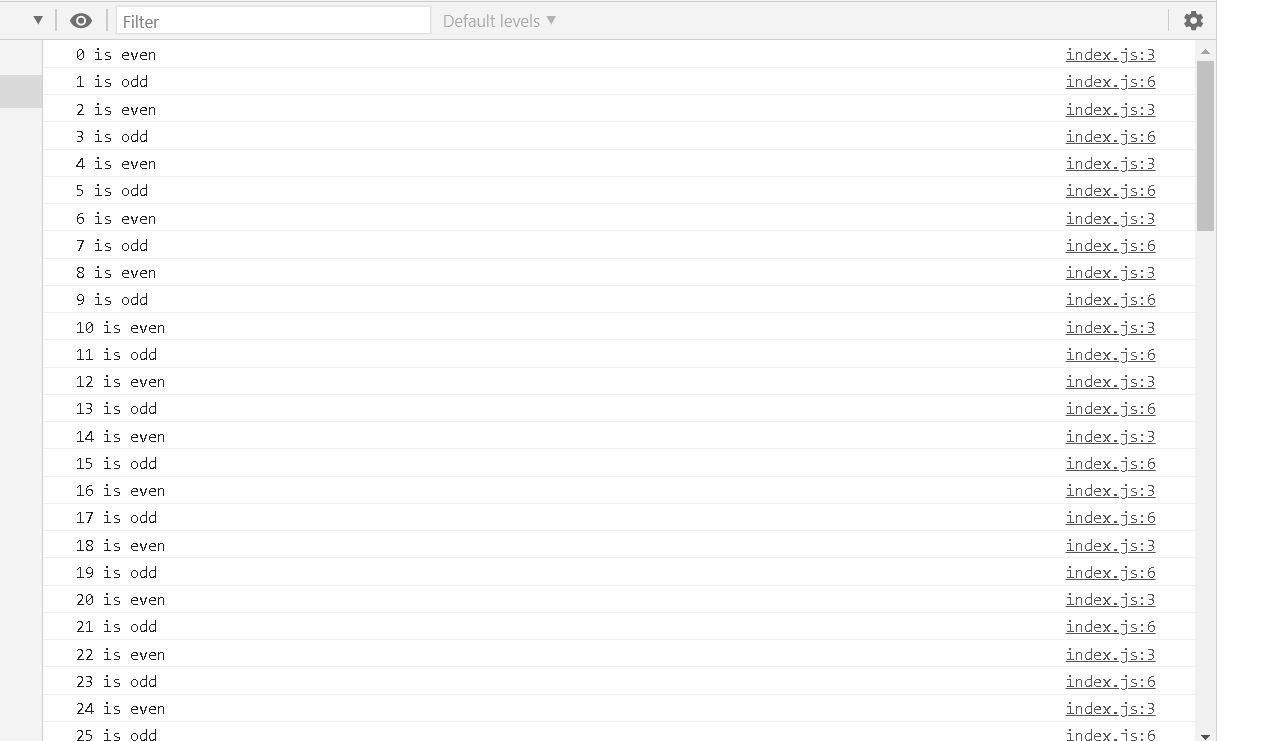 Filter Default levels
0 is even index.js:3
1 is odd index.js:6
2 is even index.js:3
3 is odd index.js:6
4 is even index.js:3
5 is odd index.js:6
6 is even index.js:3
7 is odd index.js:6
8 is even index.js:3
9 is odd index.js:6
10 is even index.js:3
11 is odd index.js:6
12 is even index.js:3
13 is odd index.js:6
14 is even index.js:3
15 is odd index.js:6
16 is even index.js:3
17 is odd index.js:6
18 is even index.js:3
19 is odd index.js:6
20 is even index.js:3
21 is odd index.js:6
22 is even index.js:3
23 is odd index.js:6
24 is even index.js:3
25 is odd index.js:6